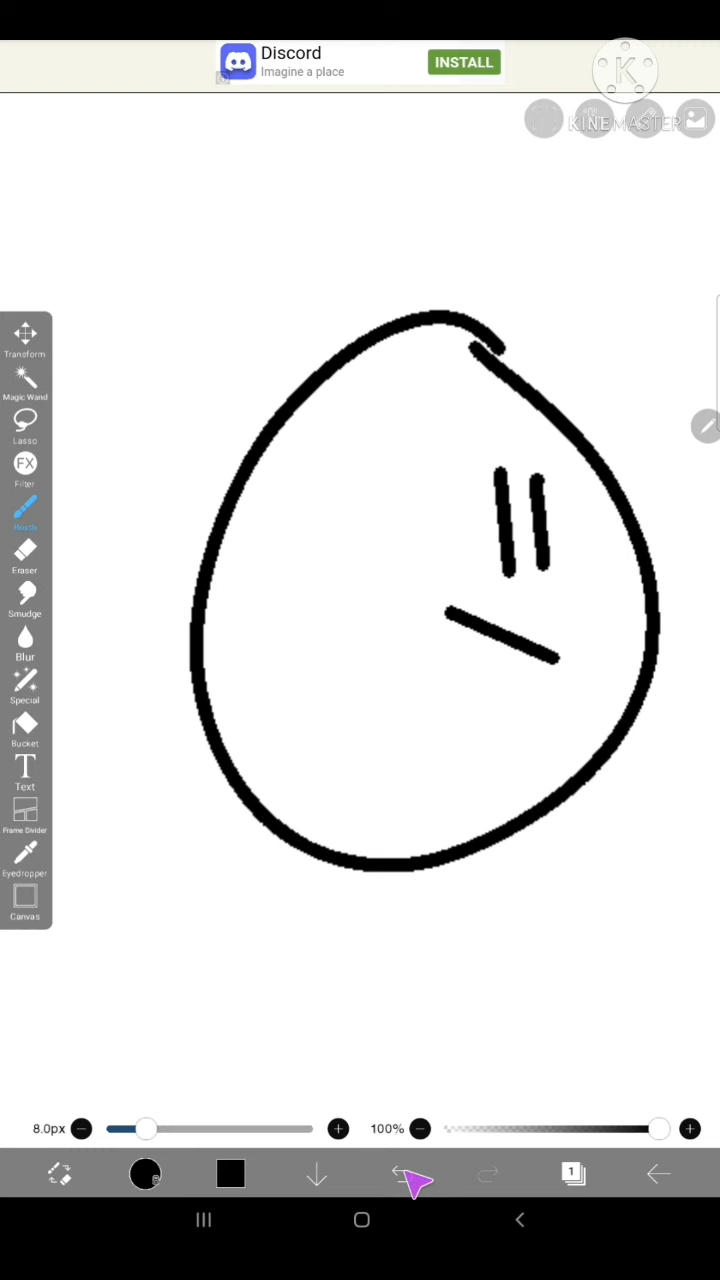 Discord
Imagine a place
INSTALL
K
KINEMASTER
Transform
Magic Wand
Lasso
FX
Filter
Brush
Eraser
Smudge
Blur
Special
Bucket
T
Text
Frame Divider
Eyedropper
Canvas
8.0px
100%
1